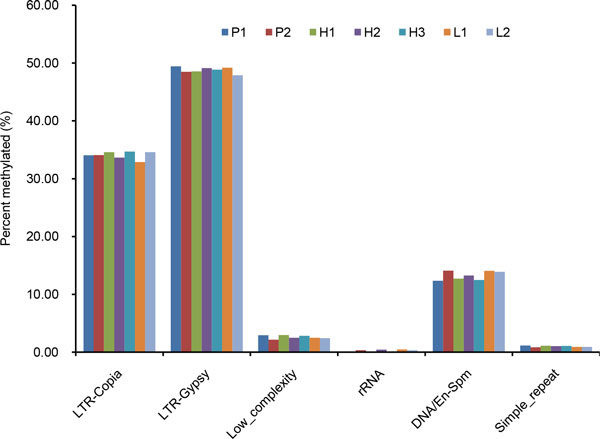 60.00
P1 P2 H1 H2 H3 L1 L2
50.00
40.00
30.00
20.00
10.00
0.00
Percent methylated (%)
LTR-Copia
LTR-Gypsy
Low_complexity
rRNA
DNA/En-Spm
Simple_repeat